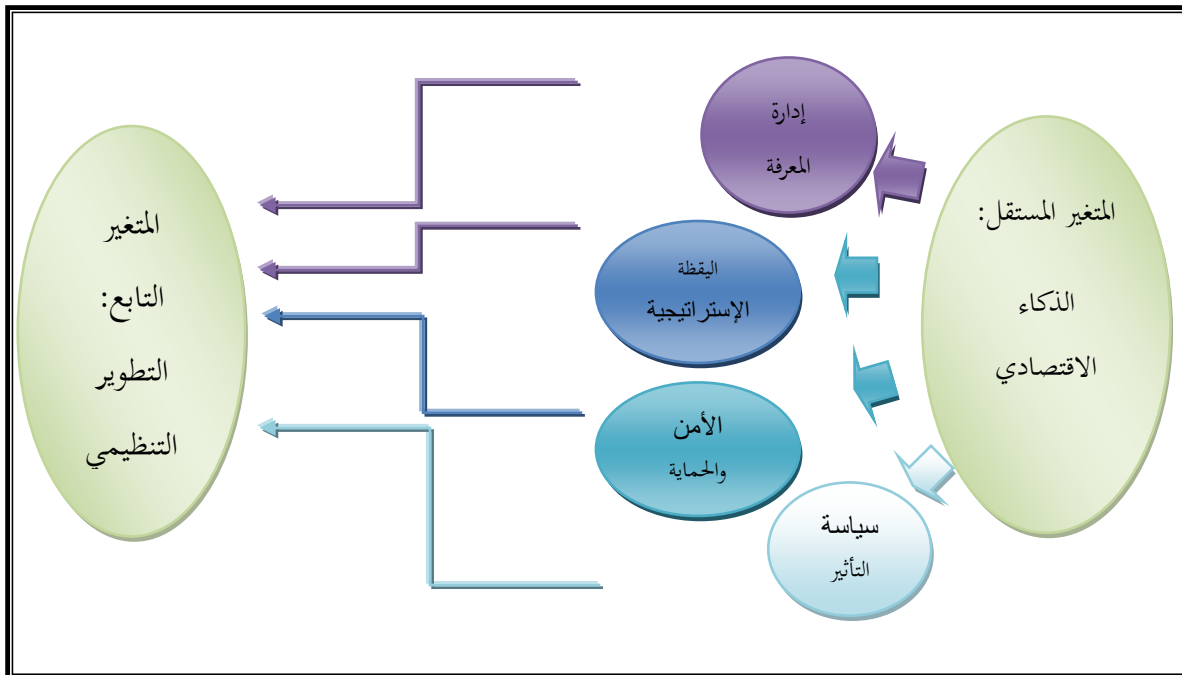 المتغير المستقل:
الذكاء
الاقتصادي
إدارة
المعرفة
اليقظة
الإستراتيجية
الأمن
والحماية
سياسة
التأثير
المتغير
التابع:
التطوير
التنظيمي